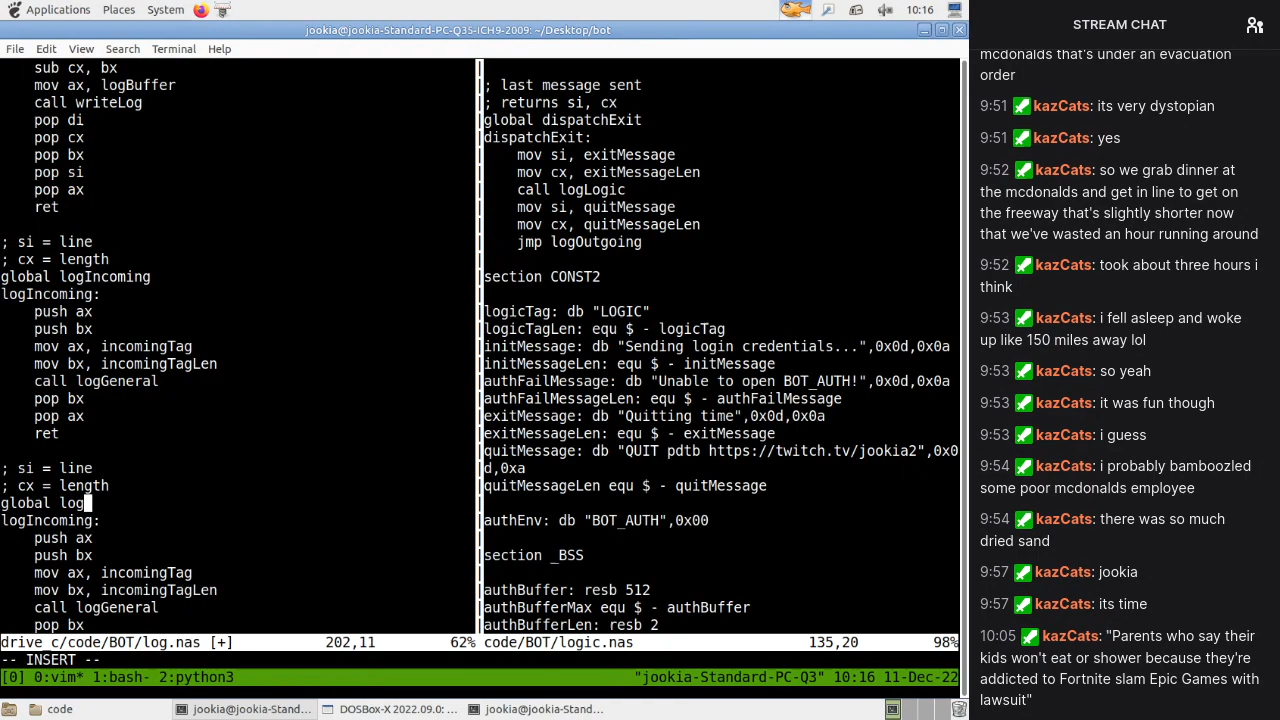 Applications Places System 10:16
jookia@jookia-Standard-PC-Q35-ICH9-2009: ~/Desktop/bot
File Edit View Search Terminal Help
sub cx, bx
mov ax, logBuffer
call writeLog
pop di
pop cx
pop bx
pop si
pop ax
ret
; si = line
; cx = length
global logIncoming
logIncoming:
push ax
push bx
mov ax, incomingTag
mov bx, incomingTagLen
call logGeneral
pop bx
pop ax
ret
; si = line
; cx = length
global log
logIncoming:
push ax
push bx
mov ax, incomingTag
mov bx, incomingTagLen
call logGeneral
pop bx
drive c/code/BOT/log.nas [+] 202,11 62%
; last message sent
; returns si, cx
global dispatchExit
dispatchExit:
mov si, exitMessage
mov cx, exitMessageLen
call logLogic
mov si, quitMessage
mov cx, quitMessageLen
jmp logOutgoing
section CONST2
logicTag: db "LOGIC"
logicTagLen: equ $ - logicTag
initMessage: db "Sending login credentials...",0x0d,0x0a
initMessageLen: equ $ - initMessage
authFailMessage: db "Unable to open BOT_AUTH!",0x0d,0x0a
authFailMessageLen: equ $ - authFailMessage
exitMessage: db "Quitting time",0x0d,0x0a
exitMessageLen: equ $ - exitMessage
quitMessage: db "QUIT pdtb https://twitch.tv/jookia2",0x0
d,0xa
quitMessageLen equ $ - quitMessage
authEnv: db "BOT_AUTH",0x00
section _BSS
authBuffer: resb 512
authBufferMax equ $ - authBuffer
authBufferLen: resb 2
code/BOT/logic.nas 135,20 98%
-- INSERT --
[0] 0:vim* 1:bash- 2:python3 "jookia-Standard-PC-Q3" 10:16 11-Dec-22
code jookia@jookia-Stand... DOSBox-X 2022.09.0: ... jookia@jookia-Stand...
STREAM CHAT
mcdonalds that's under an evacuation
order
9:51 kazCats: its very dystopian
9:51 kazCats: yes
9:52 kazCats: so we grab dinner at
the mcdonalds and get in line to get on
the freeway that's slightly shorter now
that we've wasted an hour running around
9:52 kazCats: took about three hours i
think
9:53 kazCats: i fell asleep and woke
up like 150 miles away lol
9:53 kazCats: so yeah
9:53 kazCats: it was fun though
9:53 kazCats: i guess
9:54 kazCats: i probably bamboozled
some poor mcdonalds employee
9:54 kazCats: there was so much
dried sand
9:57 kazCats: jookia
9:57 kazCats: its time
10:05 kazCats: "Parents who say their
kids won't eat or shower because they're
addicted to Fortnite slam Epic Games with
lawsuit"